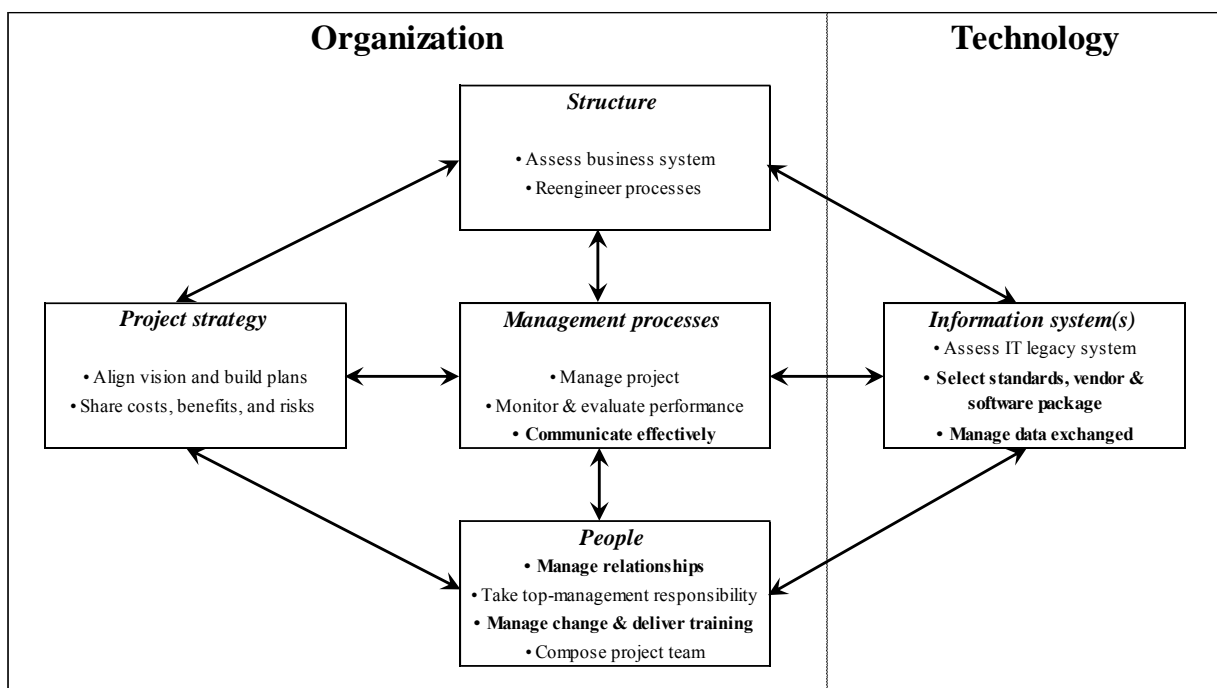 Organization
Technology
Structure
• Assess business system
• Reengineer processes
Project strategy
• Align vision and build plans
• Share costs, benefits, and risks
Management processes
• Manage project
• Monitor & evaluate performance
• Communicate effectively
Information system(s)
• Assess IT legacy system
• Select standards, vendor &
software package
• Manage data exchanged
People
• Manage relationships
• Take top-management responsibility
• Manage change & deliver training
• Compose project team